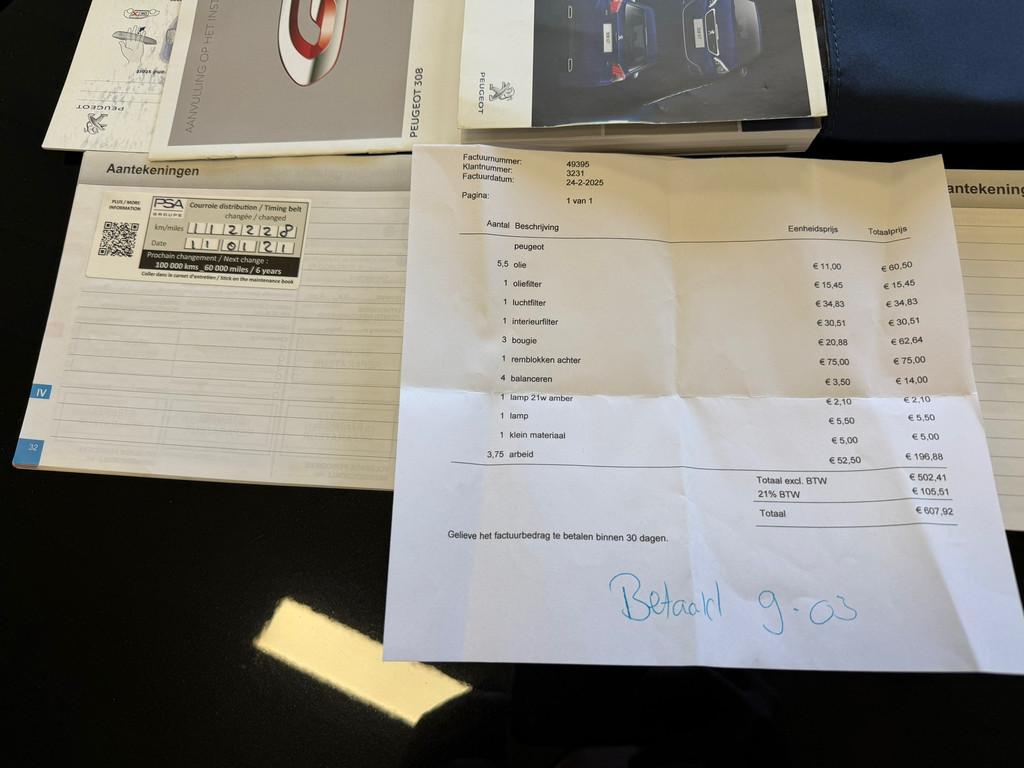 PEUGEOT
AANVULLING OP HET INST
PEUGEOT 308
PEUGEOT
Aantekeningen
PLUS / MORE
INFORMATION
PSA
GROUPE
Courroie distribution / Timing belt
changée / changed
km/miles 112228
Date 110121
Prochain changement / Next change :
100 000 kms_60 000 miles / 6 years
Coller dans le carnet d'entretien / Stick on the maintenance book
IV
32
Factuurnummer: 49395
Klantnummer: 3231
Factuurdatum: 24-2-2025
Pagina: 1 van 1
Aantal Beschrijving Eenheidsprijs Totaalprijs
peugeot
5,5 olie € 11,00 € 60,50
1 oliefilter € 15,45 € 15,45
1 luchtfilter € 34,83 € 34,83
1 interieurfilter € 30,51 € 30,51
3 bougie € 20,88 € 62,64
1 remblokken achter € 75,00 € 75,00
4 balanceren € 3,50 € 14,00
1 lamp 21w amber € 2,10 € 2,10
1 lamp € 5,50 € 5,50
1 klein materiaal € 5,00 € 5,00
3,75 arbeid € 52,50 € 196,88
Totaal excl. BTW € 502,41
21% BTW € 105,51
Totaal € 607,92
Gelieve het factuurbedrag te betalen binnen 30 dagen.
Betaald 9-03
antekening